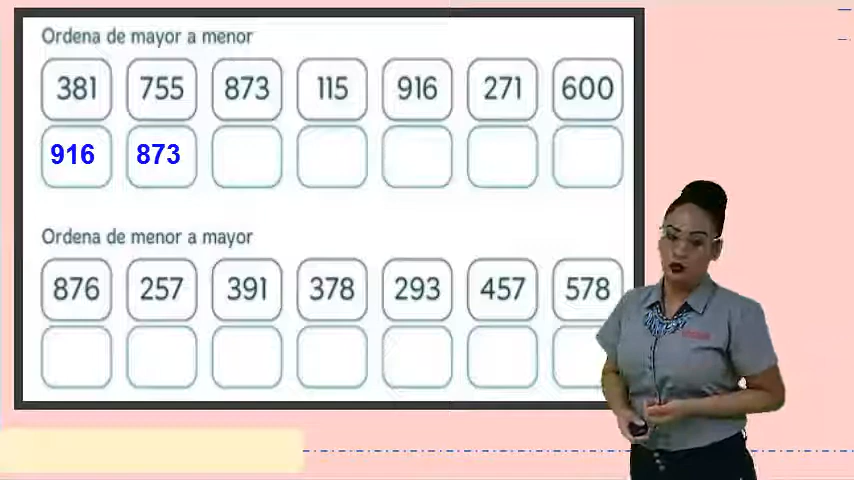 Ordena de mayor a menor
381 755 873 115 916 271 600
916 873
Ordena de menor a mayor
876 257 391 378 293 457 578